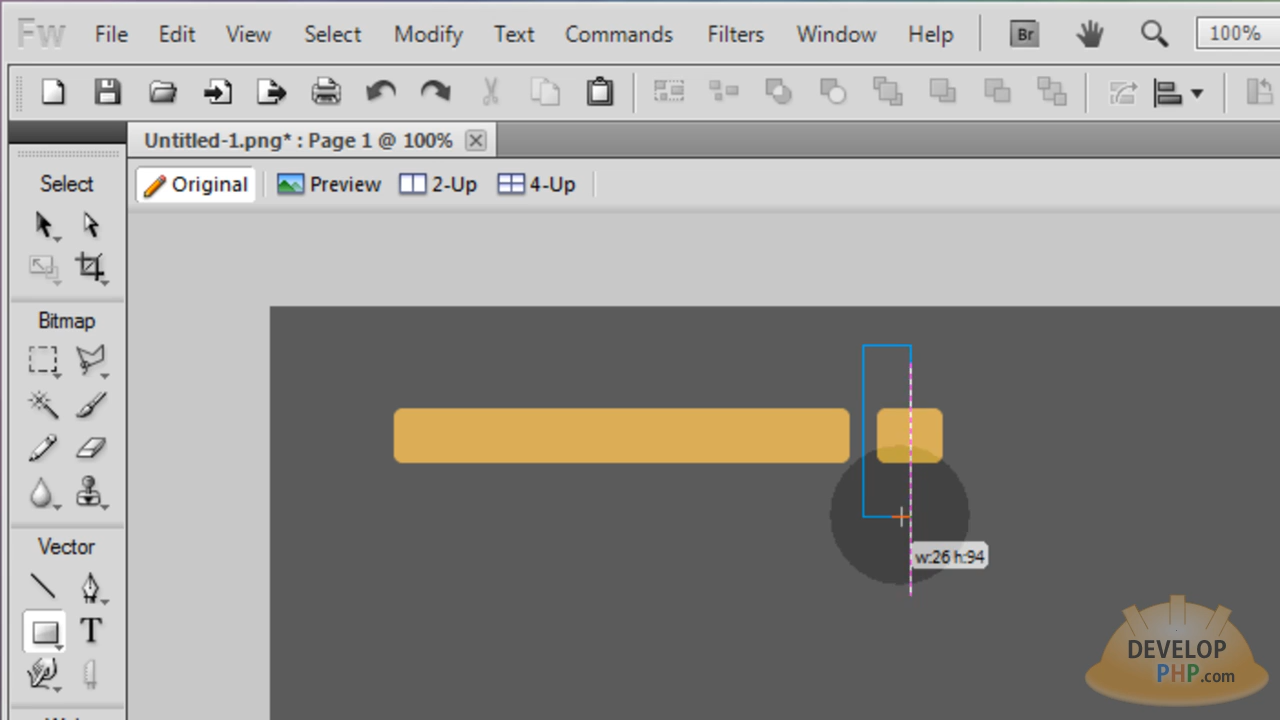 Fw File Edit View Select Modify Text Commands Filters Window Help Br 100%
Untitled-1.png* : Page 1 @ 100%
Original Preview 2-Up 4-Up
Select
Bitmap
Vector
T
w:26 h:94
DEVELOP
PHP.com